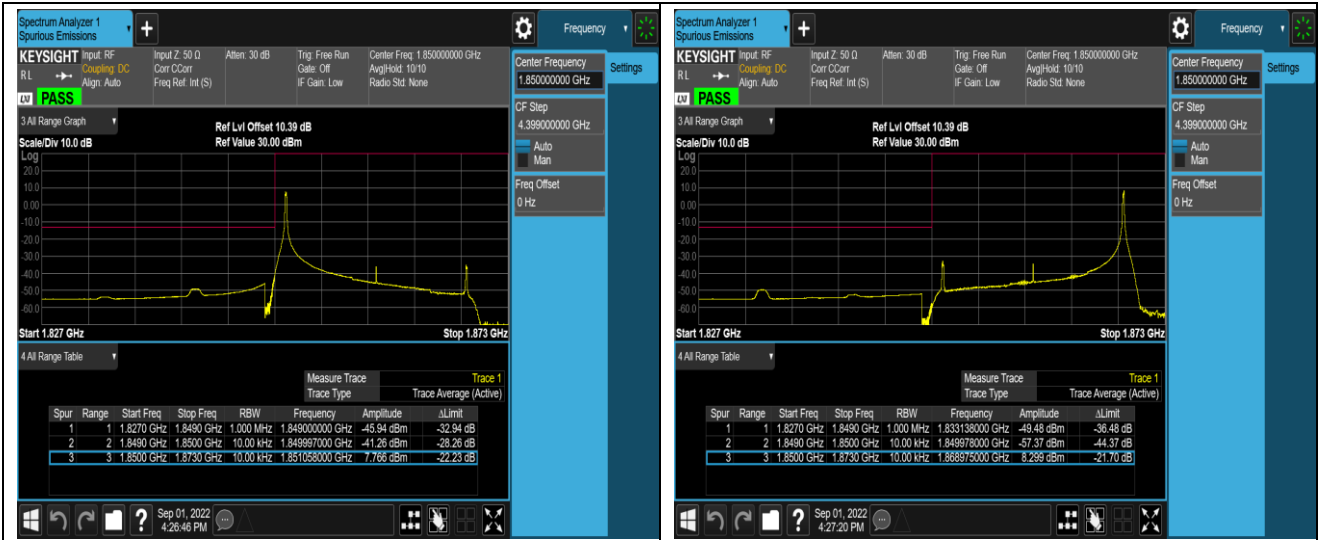 Spectrum Analyzer 1
Spurious Emissions
+
Frequency
KEYSIGHT Input: RF
Coupling: DC
Align: Auto
Input Z: 50 Ω
Corr CCorr
Freq Ref: Int (S)
Atten: 30 dB
Trig: Free Run
Gate: Off
IF Gain: Low
Center Freq: 1.850000000 GHz
Avg|Hold: 10/10
Radio Std: None
R L
LXI PASS
Center Frequency
1.850000000 GHz
Settings
CF Step
4.399000000 GHz
Auto
Man
Freq Offset
0 Hz
3 All Range Graph
Ref Lvl Offset 10.39 dB
Scale/Div 10.0 dB
Ref Value 30.00 dBm
Log
20.0
10.0
0.00
-10.0
-20.0
-30.0
-40.0
-50.0
-60.0
Start 1.827 GHz
Stop 1.873 GHz
4 All Range Table
Measure Trace Trace 1
Trace Type Trace Average (Active)
Spur Range Start Freq Stop Freq RBW Frequency Amplitude ΔLimit
1 1 1.8270 GHz 1.8490 GHz 1.000 MHz 1.849000000 GHz -45.94 dBm -32.94 dB
2 2 1.8490 GHz 1.8500 GHz 10.00 kHz 1.849997000 GHz -41.26 dBm -28.26 dB
3 3 1.8500 GHz 1.8730 GHz 10.00 kHz 1.851058000 GHz 7.766 dBm -22.23 dB
?
Sep 01, 2022
4:26:46 PM
Spectrum Analyzer 1
Spurious Emissions
+
Frequency
KEYSIGHT Input: RF
Coupling: DC
Align: Auto
Input Z: 50 Ω
Corr CCorr
Freq Ref: Int (S)
Atten: 30 dB
Trig: Free Run
Gate: Off
IF Gain: Low
Center Freq: 1.850000000 GHz
Avg|Hold: 10/10
Radio Std: None
R L
LXI PASS
Center Frequency
1.850000000 GHz
Settings
CF Step
4.399000000 GHz
Auto
Man
Freq Offset
0 Hz
3 All Range Graph
Ref Lvl Offset 10.39 dB
Scale/Div 10.0 dB
Ref Value 30.00 dBm
Log
20.0
10.0
0.00
-10.0
-20.0
-30.0
-40.0
-50.0
-60.0
Start 1.827 GHz
Stop 1.873 GHz
4 All Range Table
Measure Trace Trace 1
Trace Type Trace Average (Active)
Spur Range Start Freq Stop Freq RBW Frequency Amplitude ΔLimit
1 1 1.8270 GHz 1.8490 GHz 1.000 MHz 1.833138000 GHz -49.48 dBm -36.48 dB
2 2 1.8490 GHz 1.8500 GHz 10.00 kHz 1.849978000 GHz -57.37 dBm -44.37 dB
3 3 1.8500 GHz 1.8730 GHz 10.00 kHz 1.868975000 GHz 8.299 dBm -21.70 dB
?
Sep 01, 2022
4:27:20 PM